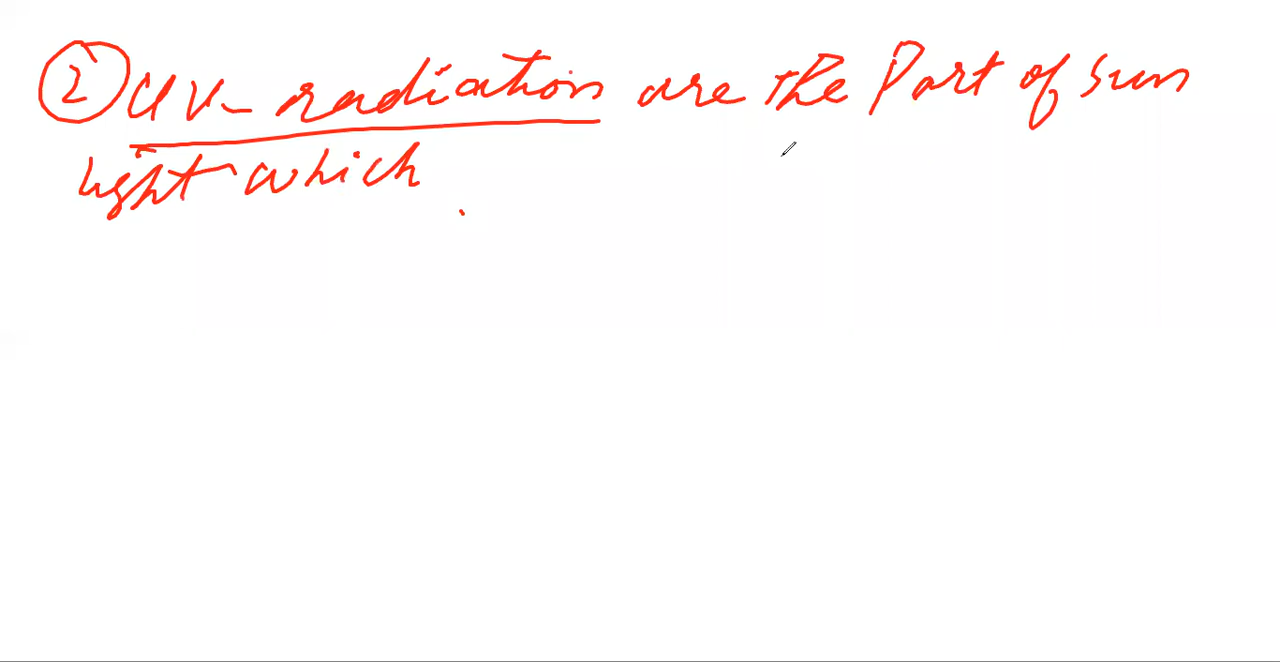 ② UV- radiation are the Part of sun
light which